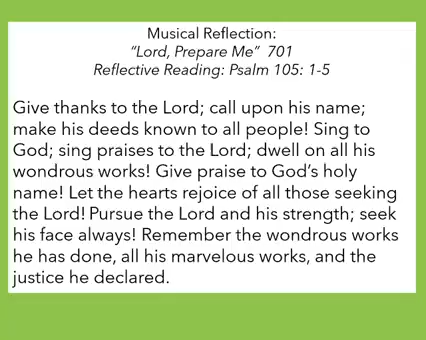 Musical Reflection:
“Lord, Prepare Me”  701
Reflective Reading: Psalm 105: 1-5
Give thanks to the Lord; call upon his name;
make his deeds known to all people! Sing to
God; sing praises to the Lord; dwell on all his
wondrous works! Give praise to God’s holy
name! Let the hearts rejoice of all those seeking
the Lord! Pursue the Lord and his strength; seek
his face always! Remember the wondrous works
he has done, all his marvelous works, and the
justice he declared.